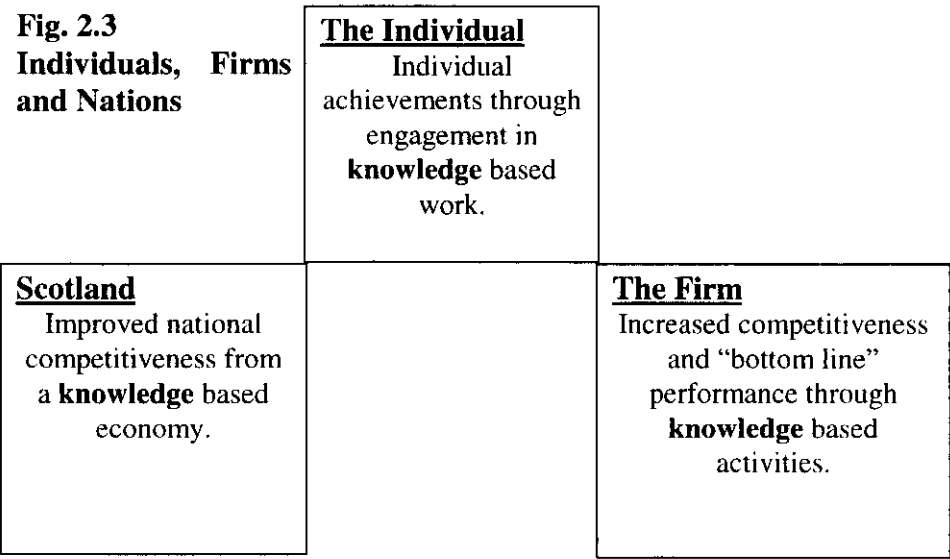 Fig. 2.3
Individuals, Firms
and Nations
The Individual
Individual
achievements through
engagement in
knowledge based
work.
Scotland
Improved national
competitiveness from
a knowledge based
economy.
The Firm
Increased competitiveness
and “bottom line”
performance through
knowledge based
activities.